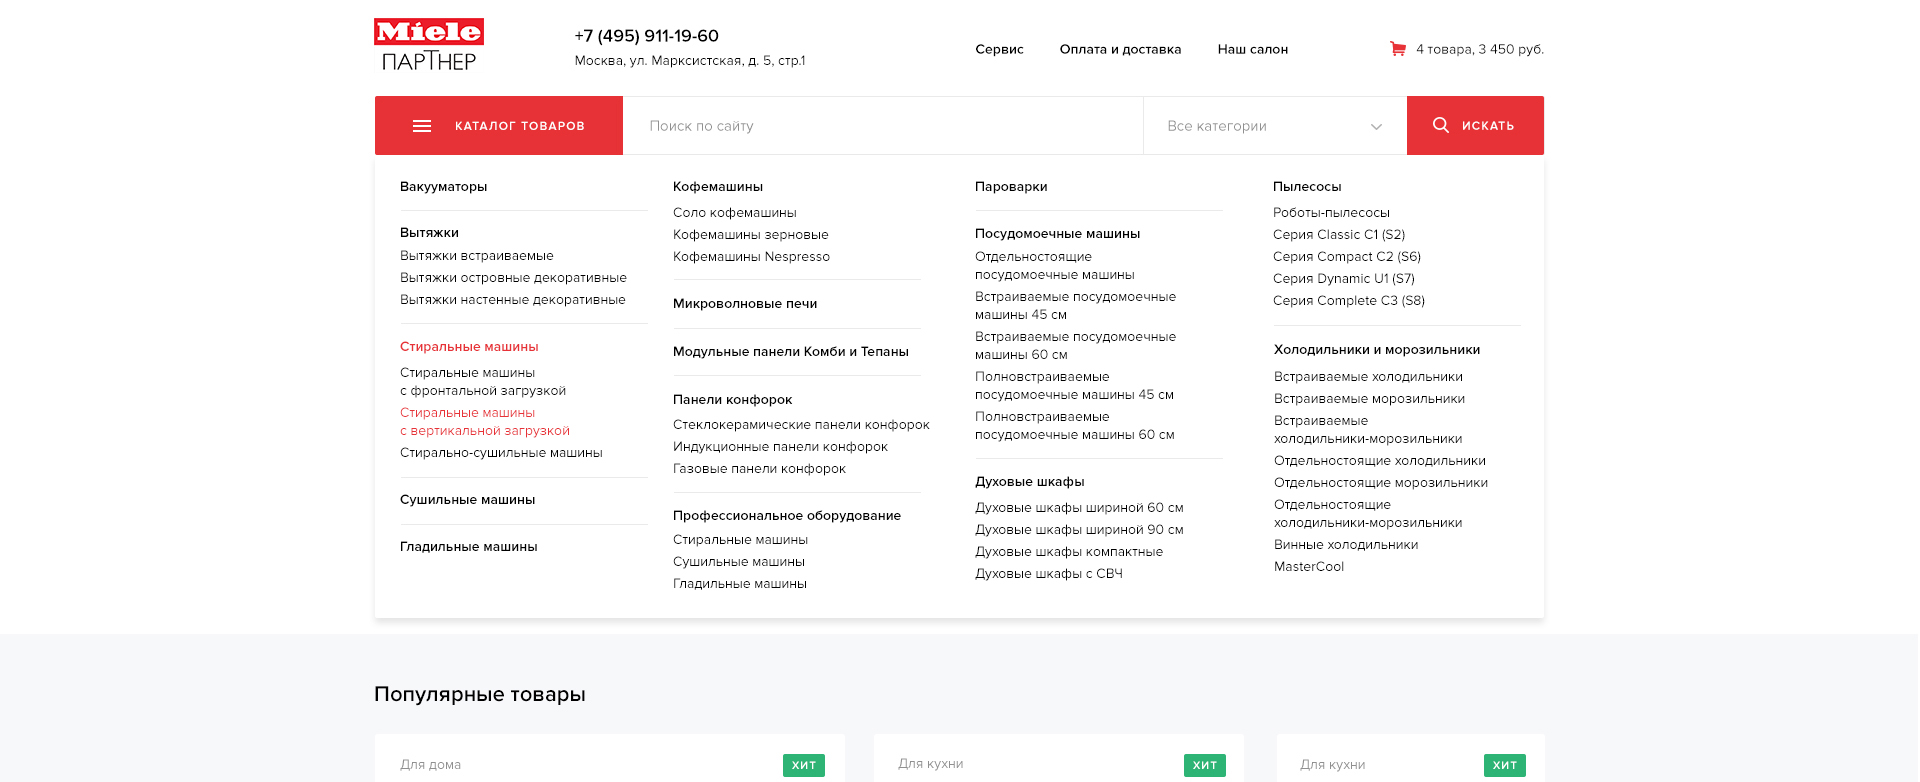 Miele
ПАРТНЕР
+7 (495) 911-19-60
Москва, ул. Марксистская, д. 5, стр.1
Сервис
Оплата и доставка
Наш салон
4 товара, 3 450 руб.
КАТАЛОГ ТОВАРОВ
Поиск по сайту
Все категории
ИСКАТЬ
Вакууматоры
Вытяжки
Вытяжки встраиваемые
Вытяжки островные декоративные
Вытяжки настенные декоративные
Стиральные машины
Стиральные машины
с фронтальной загрузкой
Стиральные машины
с вертикальной загрузкой
Стирально-сушильные машины
Сушильные машины
Гладильные машины
Кофемашины
Соло кофемашины
Кофемашины зерновые
Кофемашины Nespresso
Микроволновые печи
Модульные панели Комби и Тепаны
Панели конфорок
Стеклокерамические панели конфорок
Индукционные панели конфорок
Газовые панели конфорок
Профессиональное оборудование
Стиральные машины
Сушильные машины
Гладильные машины
Пароварки
Посудомоечные машины
Отдельностоящие
посудомоечные машины
Встраиваемые посудомоечные
машины 45 см
Встраиваемые посудомоечные
машины 60 см
Полновстраиваемые
посудомоечные машины 45 см
Полновстраиваемые
посудомоечные машины 60 см
Духовые шкафы
Духовые шкафы шириной 60 см
Духовые шкафы шириной 90 см
Духовые шкафы компактные
Духовые шкафы с СВЧ
Пылесосы
Роботы-пылесосы
Серия Classic C1 (S2)
Серия Compact C2 (S6)
Серия Dynamic U1 (S7)
Серия Complete C3 (S8)
Холодильники и морозильники
Встраиваемые холодильники
Встраиваемые морозильники
Встраиваемые
холодильники-морозильники
Отдельностоящие холодильники
Отдельностоящие морозильники
Отдельностоящие
холодильники-морозильники
Винные холодильники
MasterCool
Популярные товары
Для дома
ХИТ
Для кухни
ХИТ
Для кухни
ХИТ